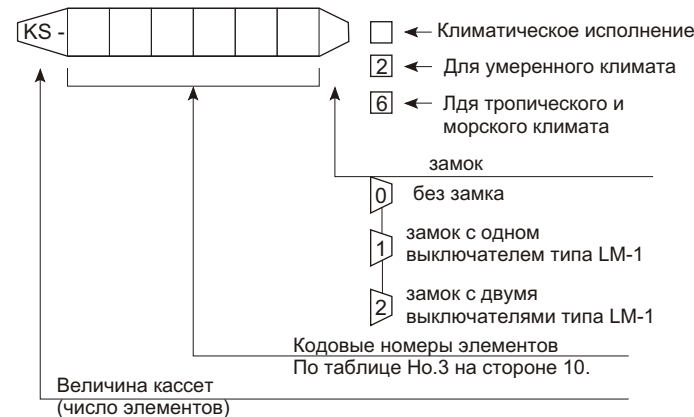 KS -
Климатическое исполнение
2 Для умеренного климата
6 Лдя тропического и
морского климата
замок
0 без замка
1 замок с одном
выключателем типа LM-1
2 замок с двумя
выключателями типа LM-1
Кодовые номеры элементов
По таблице Но.3 на стороне 10.
Величина кассет
(число элементов)